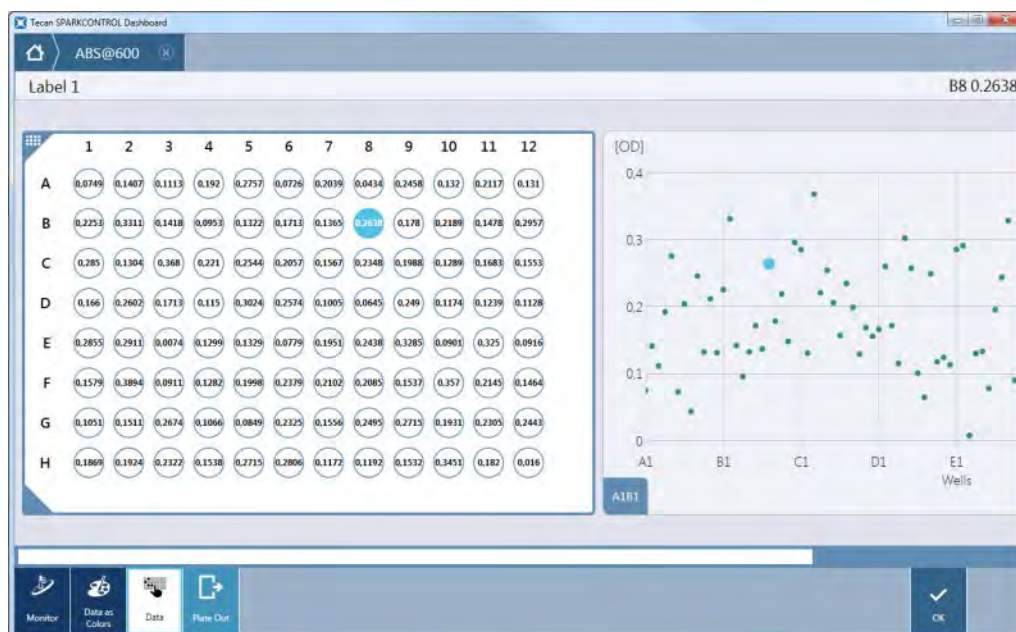 Tecan SPARKCONTROL Dashboard
ABS@600
Label 1 B8 0.2638
1 2 3 4 5 6 7 8 9 10 11 12
A 0,0749 0,1407 0,1113 0,192 0,2757 0,0726 0,2039 0,0434 0,2458 0,132 0,2117 0,131
B 0,2253 0,3311 0,1418 0,0953 0,1322 0,1713 0,1365 0,2638 0,178 0,2189 0,1478 0,2957
C 0,285 0,1304 0,368 0,221 0,2544 0,2057 0,1567 0,2348 0,1988 0,1289 0,1683 0,1553
D 0,166 0,2602 0,1713 0,115 0,3024 0,2574 0,1005 0,0645 0,249 0,1174 0,1239 0,1128
E 0,2855 0,2911 0,0074 0,1299 0,1329 0,0779 0,1951 0,2438 0,3285 0,0901 0,325 0,0916
F 0,1579 0,3894 0,0911 0,1282 0,1998 0,2379 0,2102 0,2085 0,1537 0,357 0,2145 0,1464
G 0,1051 0,1511 0,2674 0,1066 0,0849 0,2325 0,1556 0,2495 0,2715 0,1931 0,2305 0,2443
H 0,1869 0,1924 0,2322 0,1538 0,2715 0,2806 0,1172 0,1192 0,1532 0,3451 0,182 0,016
[OD]
0,4
0,3
0,2
0,1
0
A1 B1 C1 D1 E1
Wells
A1B1
Monitor
Data as
Colors
Data
Plate Out
OK